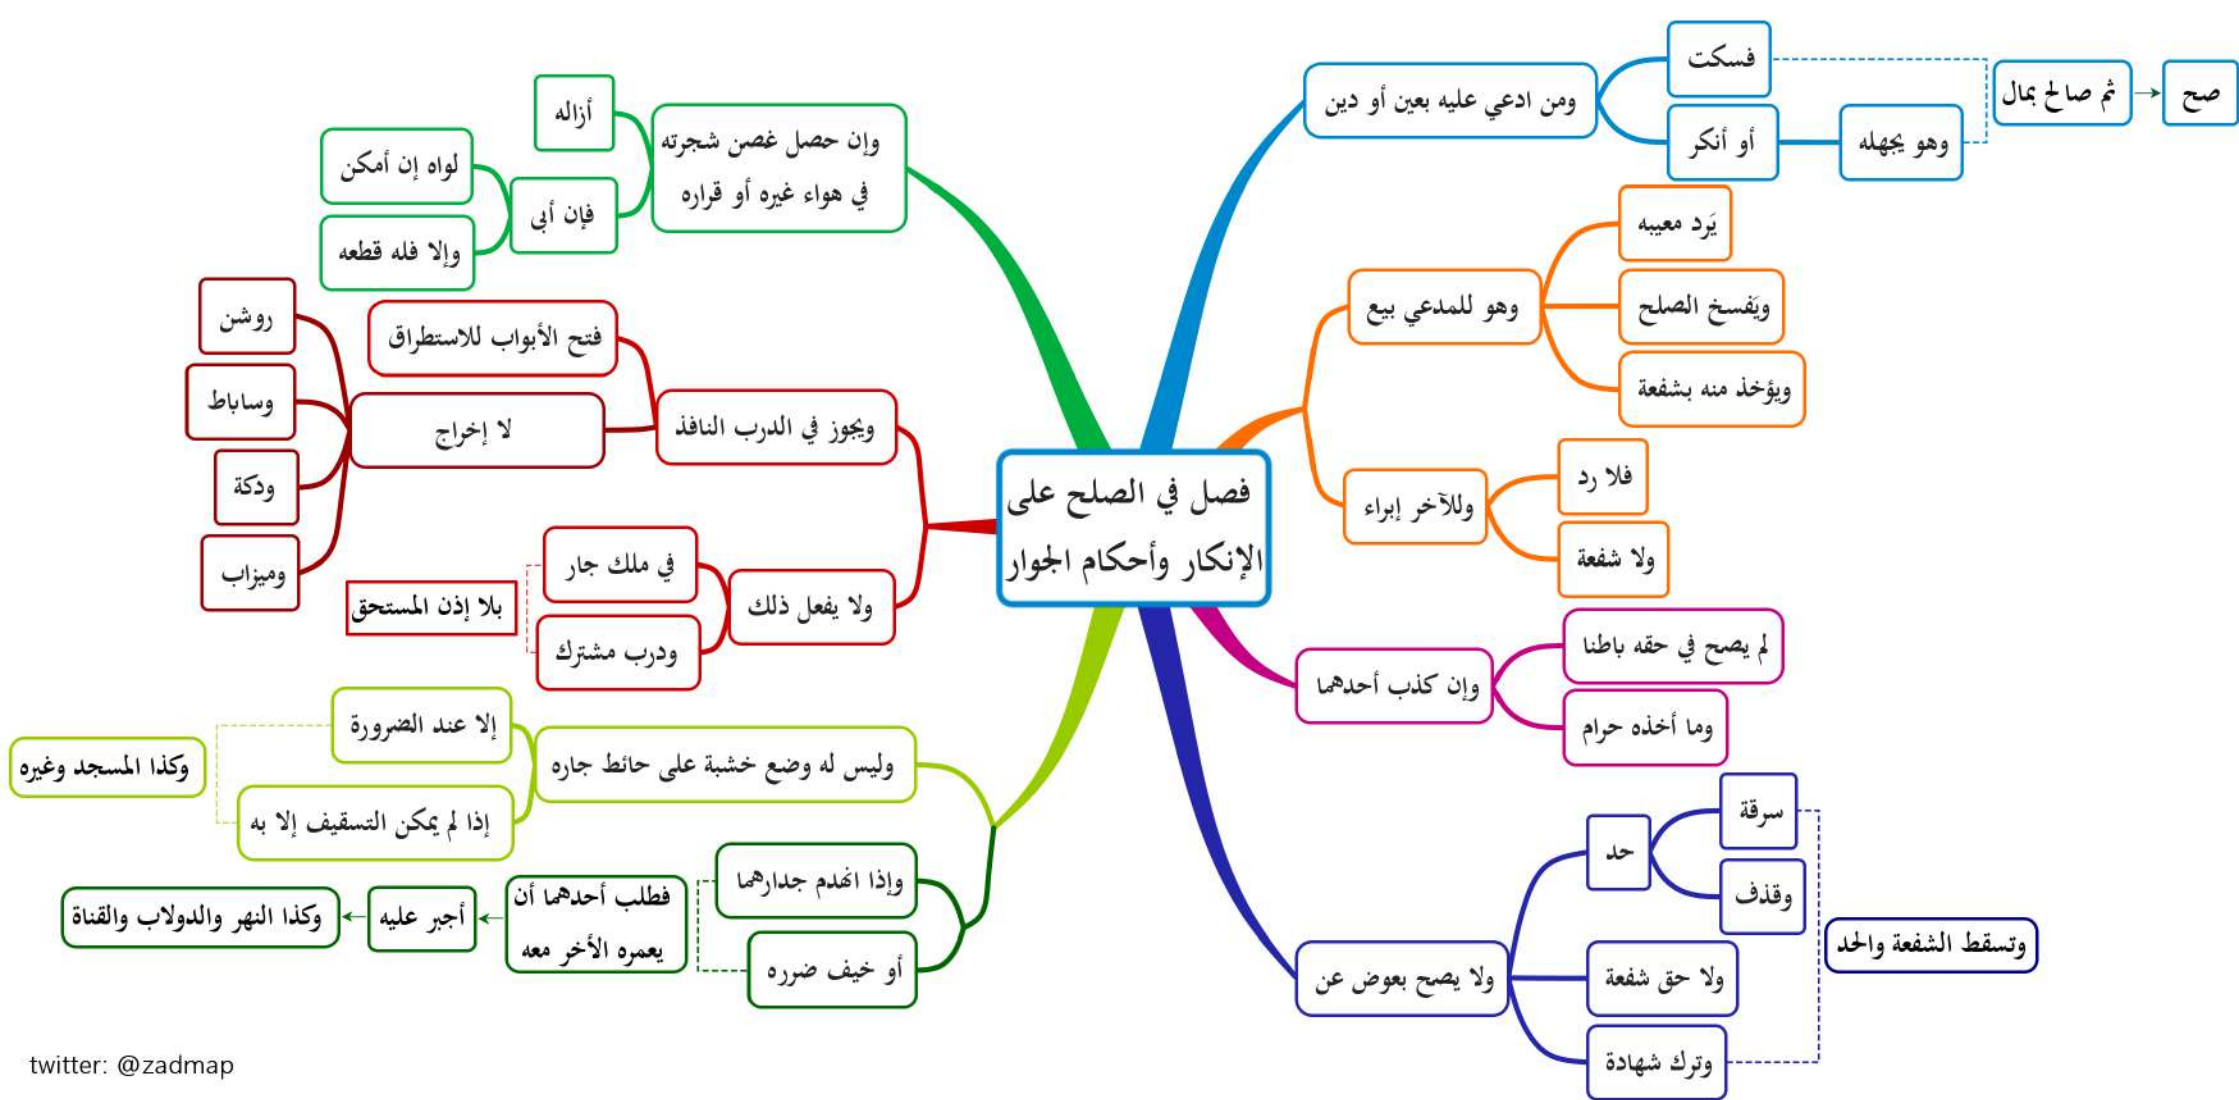 فصل في الصلح على
الإنكار وأحكام الجوار
ومن ادعي عليه بعين أو دين
فسكت
أو أنكر
وهو يجهله
ثم صالح بمال
صح
وهو للمدعي بيع
يَرد معيبه
ويَفسخ الصلح
ويؤخذ منه بشفعة
وللآخر إبراء
فلا رد
ولا شفعة
وإن كذب أحدهما
لم يصح في حقه باطنا
وما أخذه حرام
ولا يصح بعوض عن
حد
سرقة
وقذف
ولا حق شفعة
وترك شهادة
وتسقط الشفعة والحد
وإن حصل غصن شجرته
في هواء غيره أو قراره
أزاله
فإن أبى
لواه إن أمكن
وإلا فله قطعه
ويجوز في الدرب النافذ
فتح الأبواب للاستطراق
لا إخراج
روشن
وساباط
ودكة
وميزاب
ولا يفعل ذلك
في ملك جار
ودرب مشترك
بلا إذن المستحق
وليس له وضع خشبة على حائط جاره
إلا عند الضرورة
إذا لم يمكن التسقيف إلا به
وكذا المسجد وغيره
وإذا انهدم جدارهما
أو خيف ضرره
فطلب أحدهما أن
يعمره الأخر معه
أجبر عليه
وكذا النهر والدولاب والقناة
twitter: @zadmap